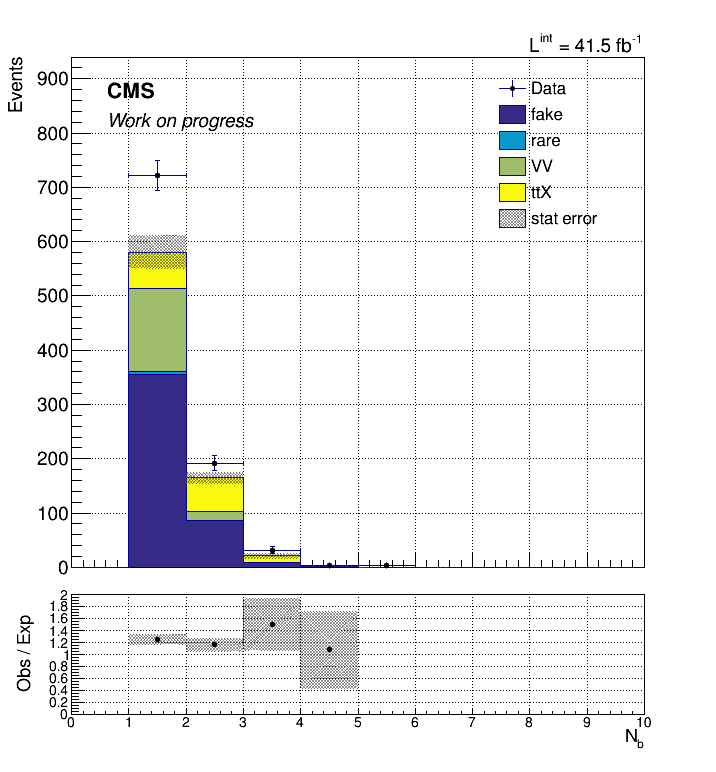 L^int = 41.5 fb^-1
Events
900
800
700
600
500
400
300
200
100
0
CMS
Work on progress
Data
fake
rare
VV
ttX
stat error
Obs / Exp
2
1.8
1.6
1.4
1.2
1
0.8
0.6
0.4
0.2
0
0 1 2 3 4 5 6 7 8 9 10
N_b